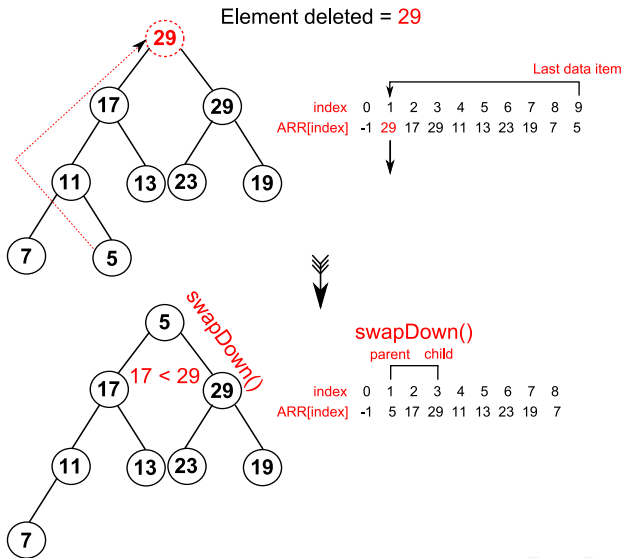 Element deleted = 29
29
Last data item
17
29
index 0 1 2 3 4 5 6 7 8 9
ARR[index] -1 29 17 29 11 13 23 19 7 5
11
13
23
19
7
5
5
swapDown()
swapDown()
parent child
17
17 < 29
29
index 0 1 2 3 4 5 6 7 8
ARR[index] -1 5 17 29 11 13 23 19 7
11
13
23
19
7